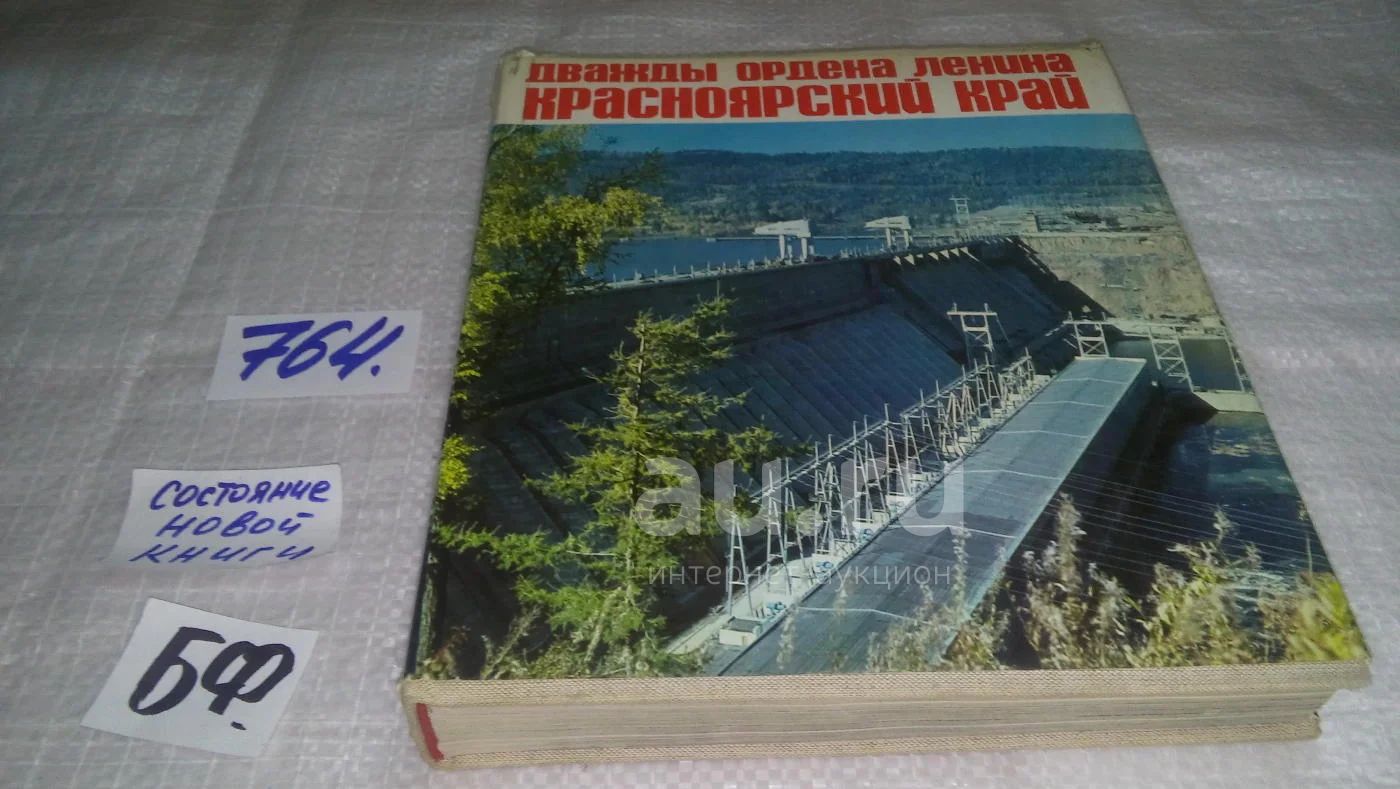 дважды ордена ленина
красноярский край
764.
состояние
новой
книги
БФ.
au.ru
интернет-аукцион